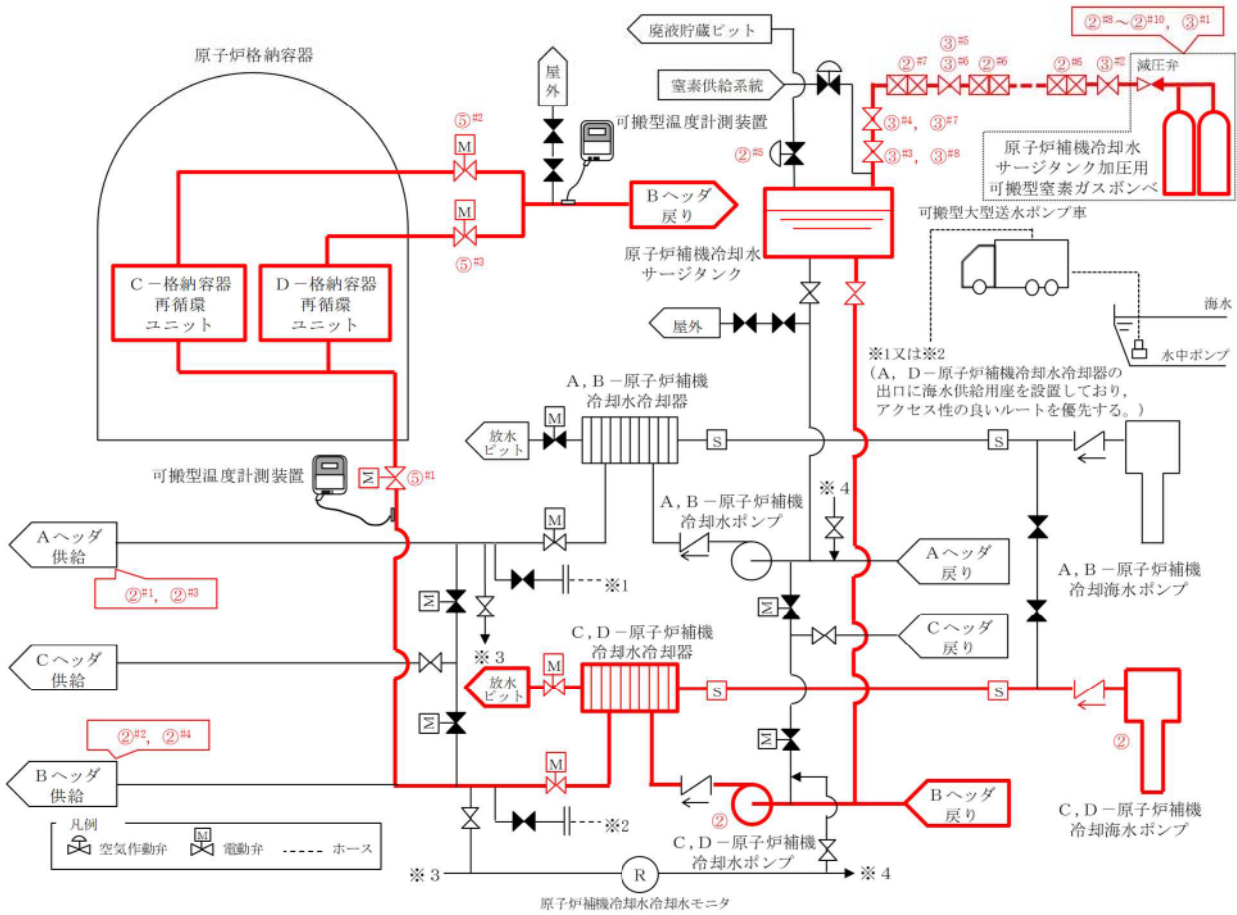 原子炉格納容器
屋
外
可搬型温度計測装置
⑤#2
M
M
⑤#3
Bヘッダ
戻り
C－格納容器
再循環
ユニット
D－格納容器
再循環
ユニット
廃液貯蔵ピット
窒素供給系統
②#5
②#7
③#5
③#6
②#6
②#6
③#2
③#4, ③#7
③#3, ③#8
②#8～②#10, ③#1
減圧弁
原子炉補機冷却水
サージタンク加圧用
可搬型窒素ガスボンベ
原子炉補機冷却水
サージタンク
可搬型大型送水ポンプ車
海水
水中ポンプ
※1又は※2
（A, D－原子炉補機冷却水冷却器の
出口に海水供給用座を設置しており,
アクセス性の良いルートを優先する。）
屋外
A, B－原子炉補機
冷却水冷却器
放水
ピット
M
S
S
可搬型温度計測装置
M
⑤#1
※4
A, B－原子炉補機
冷却水ポンプ
M
Aヘッダ
供給
②#1, ②#3
※1
Aヘッダ
戻り
A, B－原子炉補機
冷却海水ポンプ
M
M
Cヘッダ
戻り
Cヘッダ
供給
※3
C, D－原子炉補機
冷却水冷却器
放水
ピット
M
S
S
②#2, ②#4
M
M
②
Bヘッダ
供給
M
②
Bヘッダ
戻り
C, D－原子炉補機
冷却海水ポンプ
※2
C, D－原子炉補機
冷却水ポンプ
凡例
空気作動弁
M
電動弁
ホース
※3
R
※4
原子炉補機冷却水冷却水モニタ